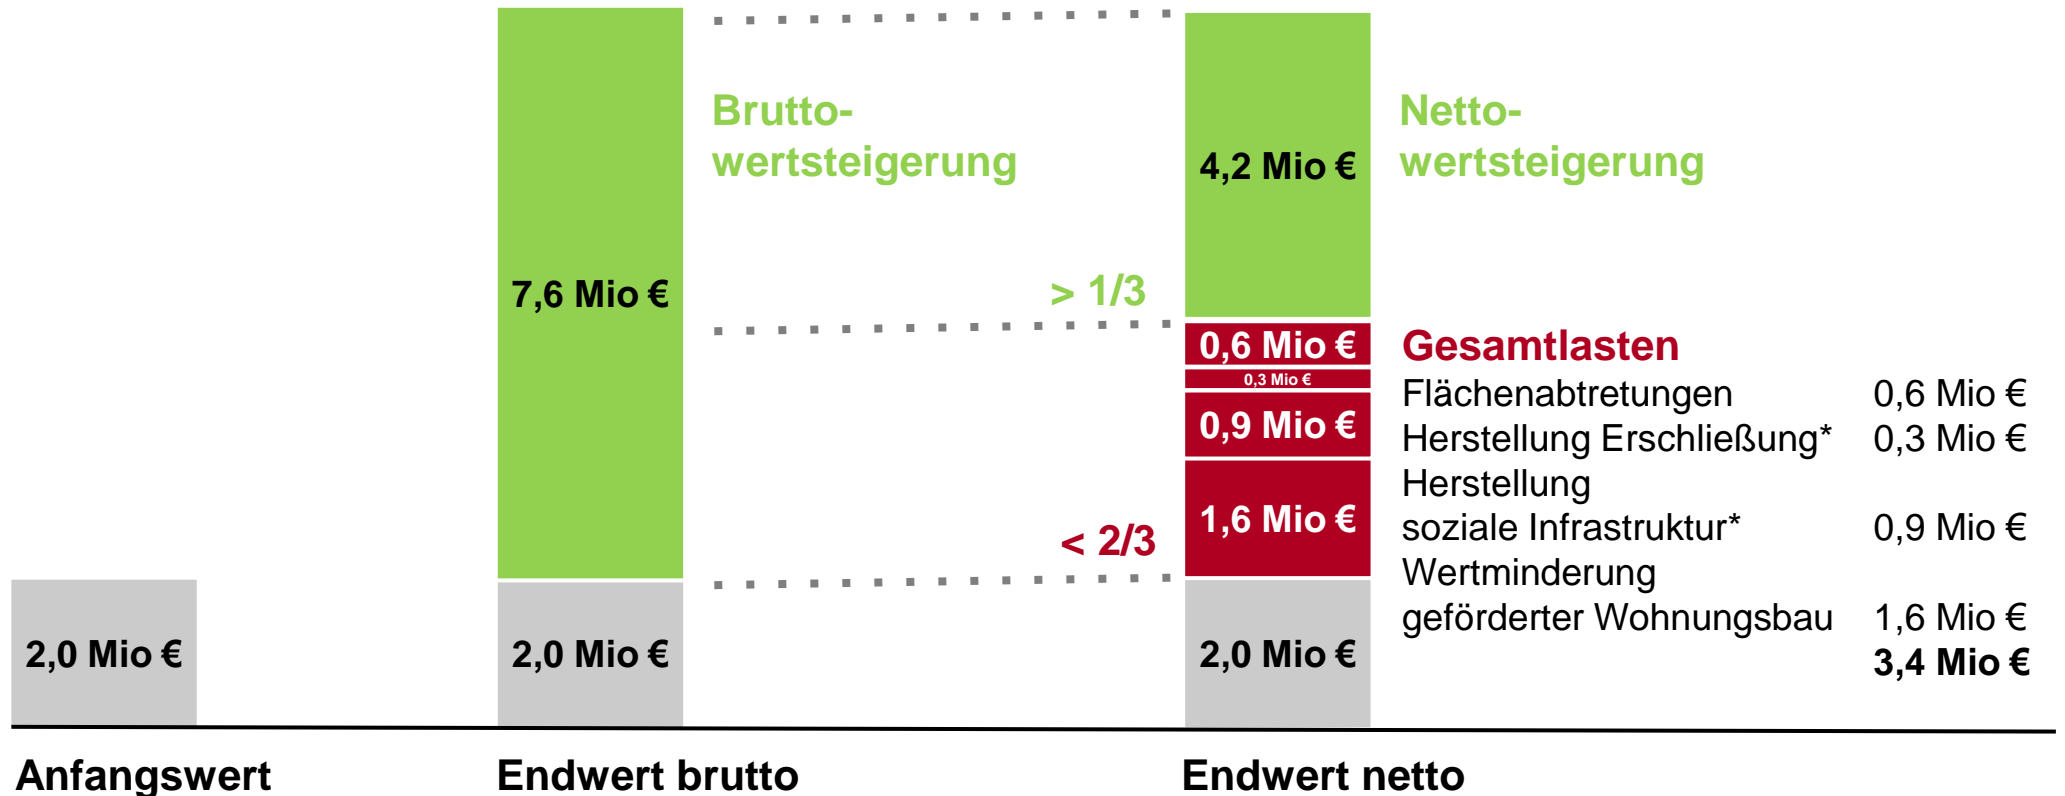 Brutto-
wertsteigerung
Netto-
wertsteigerung
4,2 Mio €
7,6 Mio €
> 1/3
0,6 Mio €
0,3 Mio €
0,9 Mio €
1,6 Mio €
< 2/3
Gesamtlasten
Flächenabtretungen 0,6 Mio €
Herstellung Erschließung* 0,3 Mio €
Herstellung
soziale Infrastruktur* 0,9 Mio €
Wertminderung
geförderter Wohnungsbau 1,6 Mio €
3,4 Mio €
2,0 Mio €
2,0 Mio €
2,0 Mio €
Anfangswert
Endwert brutto
Endwert netto